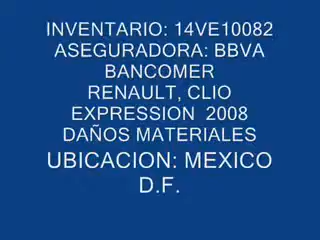 INVENTARIO: 14VE10082
ASEGURADORA: BBVA
BANCOMER
RENAULT, CLIO
EXPRESSION  2008
DAÑOS MATERIALES
UBICACION: MEXICO
D.F.